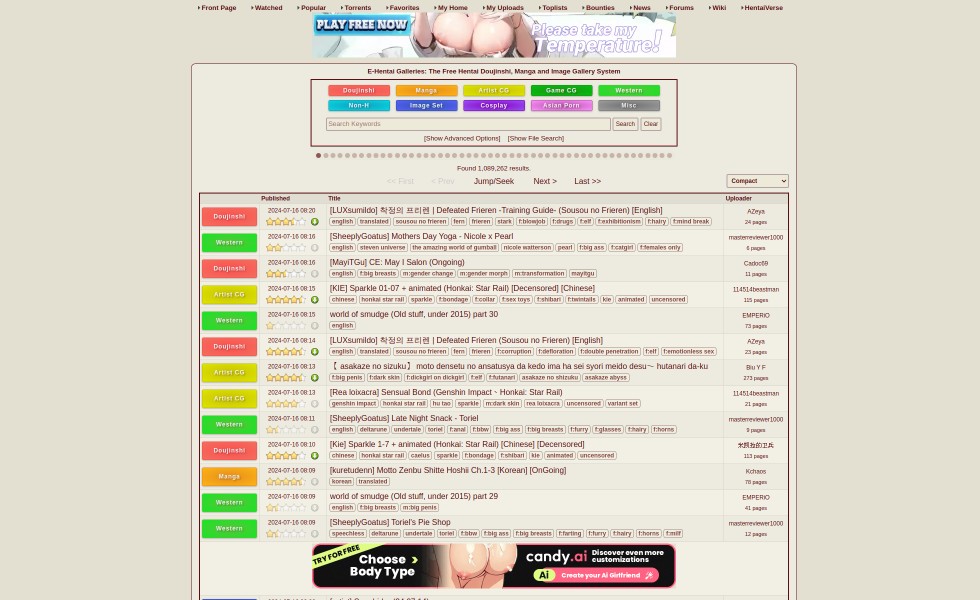 Front Page Watched Popular Torrents Favorites My Home My Uploads Toplists Bounties News Forums Wiki HentaiVerse
PLAY FREE NOW
Please take my
Temperature!
E-Hentai Galleries: The Free Hentai Doujinshi, Manga and Image Gallery System
Doujinshi Manga Artist CG Game CG Western
Non-H Image Set Cosplay Asian Porn Misc
Search Keywords Search Clear
[Show Advanced Options] [Show File Search]
Found 1,089,262 results.
<< First < Prev Jump/Seek Next > Last >> Compact
Published Title Uploader
Doujinshi 2024-07-16 08:20 [LUXsumildo] 착정의 프리렌 | Defeated Frieren -Training Guide- (Sousou no Frieren) [English] AZeya
english translated sousou no frieren fern frieren stark f:blowjob f:drugs f:elf f:exhibitionism f:hairy f:mind break 24 pages
Western 2024-07-16 08:16 [SheeplyGoatus] Mothers Day Yoga - Nicole x Pearl masterreviewer1000
english steven universe the amazing world of gumball nicole watterson pearl f:big ass f:catgirl f:females only 6 pages
Doujinshi 2024-07-16 08:16 [MayiTGu] CE: May I Salon (Ongoing) Cadoc69
english f:big breasts m:gender change m:gender morph m:transformation mayitgu 11 pages
Artist CG 2024-07-16 08:15 [KIE] Sparkle 01-07 + animated (Honkai: Star Rail) [Decensored] [Chinese] 114514beastman
chinese honkai star rail sparkle f:bondage f:collar f:sex toys f:shibari f:twintails kie animated uncensored 115 pages
Western 2024-07-16 08:15 world of smudge (Old stuff, under 2015) part 30 EMPERIO
english 73 pages
Doujinshi 2024-07-16 08:14 [LUXsumildo] 착정의 프리렌 | Defeated Frieren (Sousou no Frieren) [English] AZeya
english translated sousou no frieren fern frieren f:corruption f:defloration f:double penetration f:elf f:emotionless sex 23 pages
Artist CG 2024-07-16 08:13 【 asakaze no sizuku】 moto densetu no ansatusya da kedo ima ha sei syori meido desu～ hutanari da-ku Blu Y F
f:big penis f:dark skin f:dickgirl on dickgirl f:elf f:futanari asakaze no shizuku asakaze abyss 273 pages
Artist CG 2024-07-16 08:13 [Rea loixacra] Sensual Bond (Genshin Impact ~ Honkai: Star Rail) 114514beastman
genshin impact honkai star rail hu tao sparkle m:dark skin rea loixacra uncensored variant set 21 pages
Western 2024-07-16 08:11 [SheeplyGoatus] Late Night Snack - Toriel masterreviewer1000
english deltarune undertale toriel f:anal f:bbw f:big ass f:big breasts f:furry f:glasses f:hairy f:horns 9 pages
Doujinshi 2024-07-16 08:10 [Kie] Sparkle 1-7 + animated (Honkai: Star Rail) [Chinese] [Decensored]
chinese honkai star rail caelus sparkle f:bondage f:shibari kie animated uncensored 113 pages
Manga 2024-07-16 08:09 [kuretudenn] Motto Zenbu Shitte Hoshii Ch.1-3 [Korean] [OnGoing] Kchaos
korean translated 78 pages
Western 2024-07-16 08:09 world of smudge (Old stuff, under 2015) part 29 EMPERIO
english f:big breasts m:big penis 41 pages
Western 2024-07-16 08:09 [SheeplyGoatus] Toriel's Pie Shop masterreviewer1000
speechless deltarune undertale toriel f:bbw f:big ass f:big breasts f:farting f:furry f:hairy f:horns f:milf 12 pages
TRY FOR FREE
Choose >
Body Type
candy.ai Discover even more
customizations
Ai Create your Ai Girlfriend